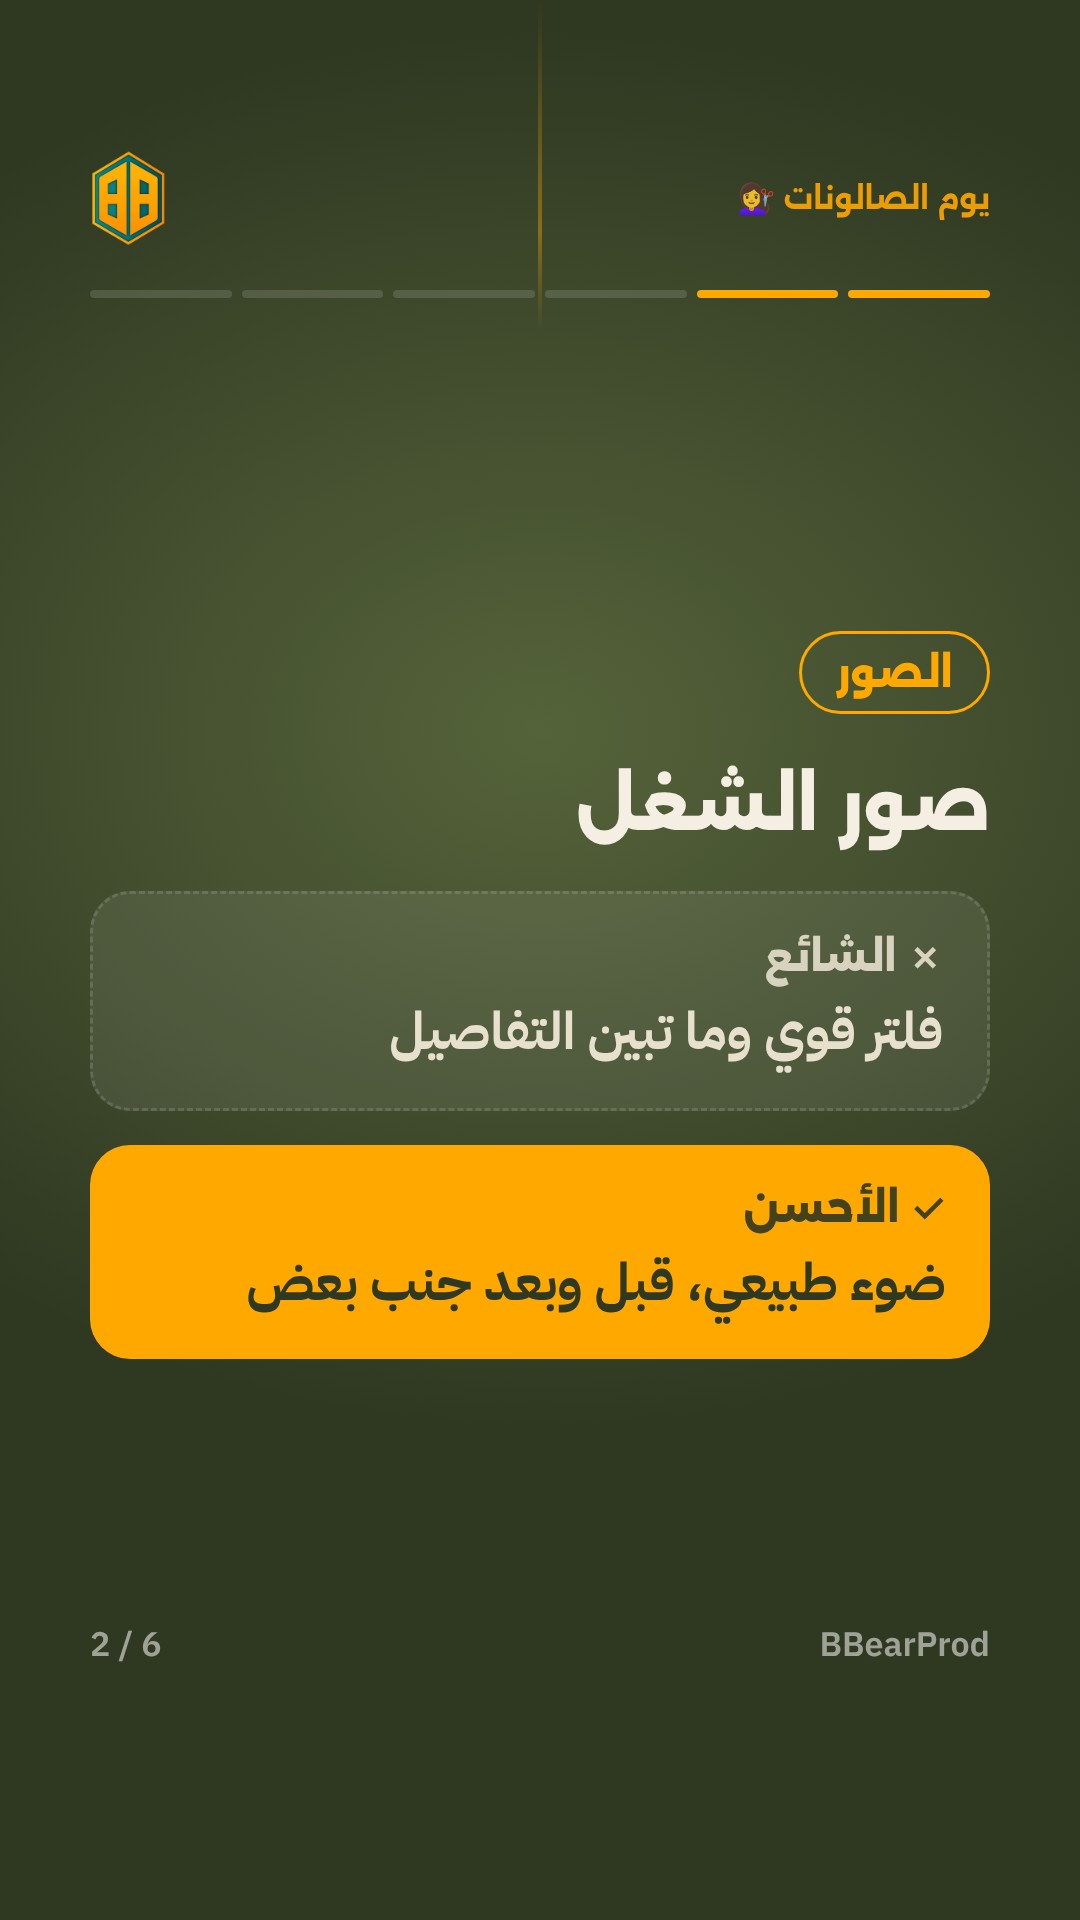 يوم الصالونات 💇‍♀️
الصور
صور الشغل
× الشائع
فلتر قوي وما تبين التفاصيل
✓ الأحسن
ضوء طبيعي، قبل وبعد جنب بعض
BBearProd
2 / 6